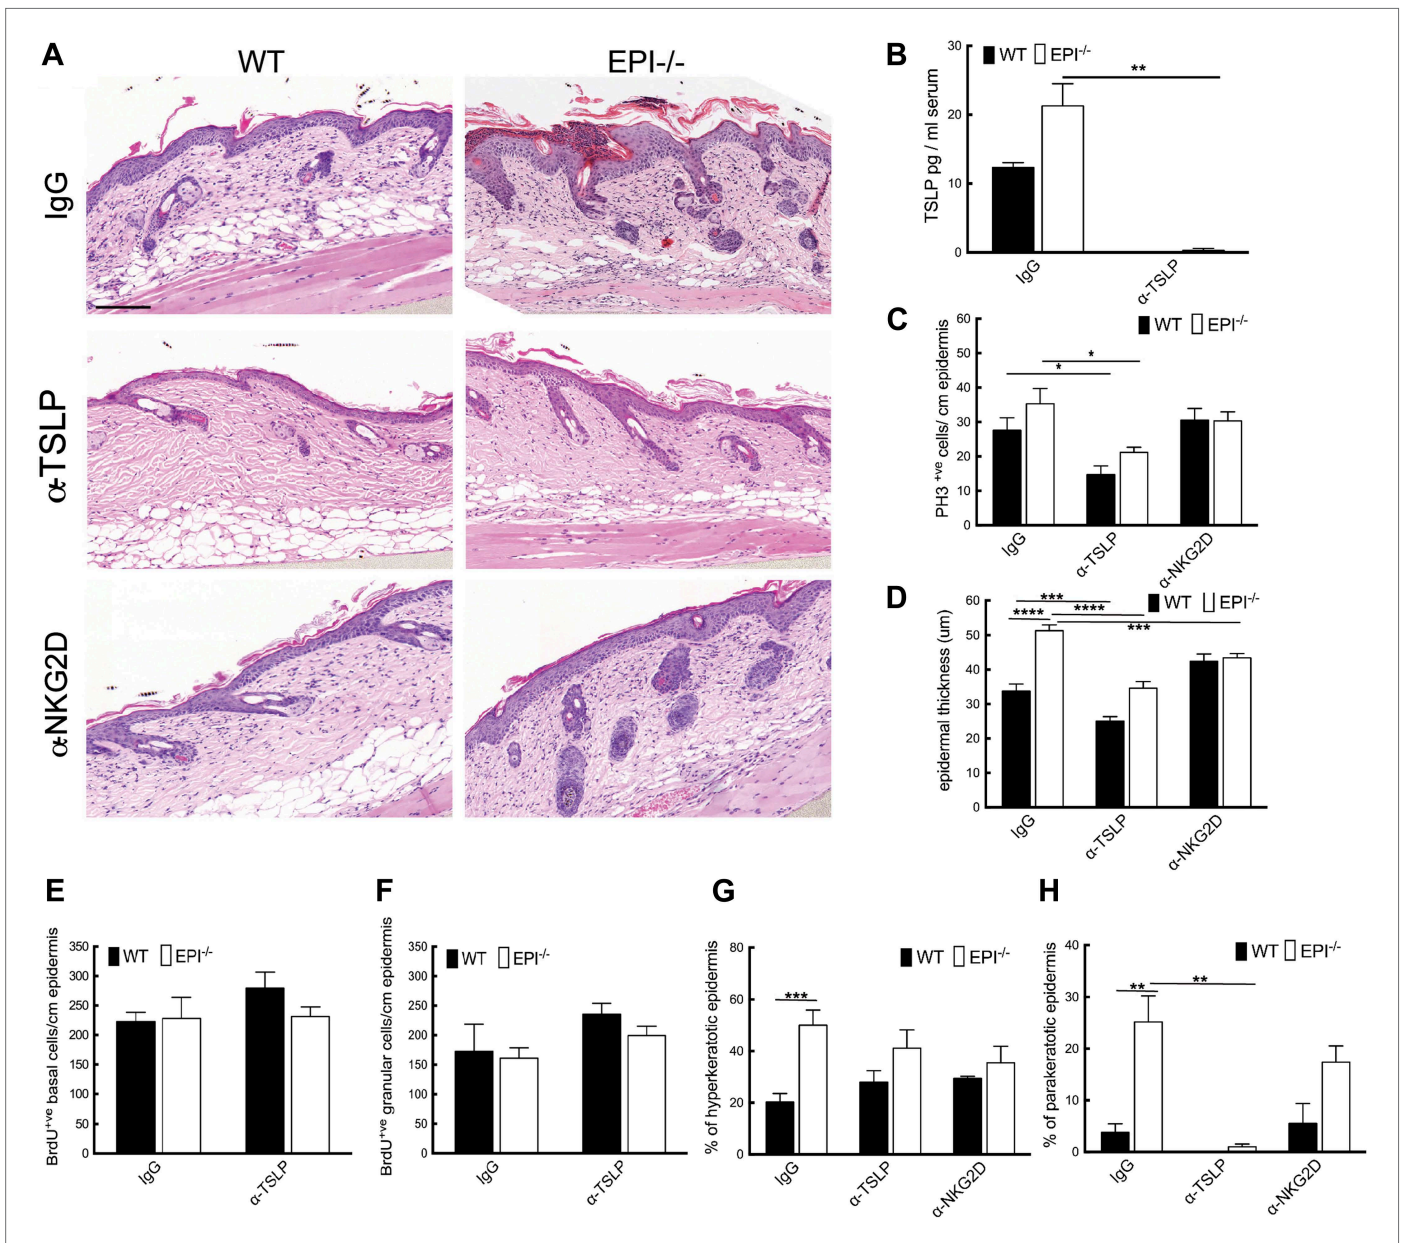 A
WT
EPI-/-
IgG
α-TSLP
αNKG2D
B
WT EPI-/-
**
TSLP pg / ml serum
30
20
10
0
IgG
α-TSLP
C
WT EPI-/-
*
*
PH3 +ve cells/ cm epidermis
60
50
40
30
20
10
0
IgG
α-TSLP
α-NKG2D
D
WT EPI-/-
***
**** ****
***
epidermal thickness (um)
60
50
40
30
20
10
0
IgG
α-TSLP
α-NKG2D
E
WT EPI-/-
BrdU+ve basal cells/cm epidermis
350
300
250
200
150
100
50
0
IgG
α-TSLP
F
WT EPI-/-
BrdU+ve granular cells/cm epidermis
350
300
250
200
150
100
50
0
IgG
α-TSLP
G
WT EPI-/-
***
% of hyperkeratotic epidermis
80
60
40
20
0
IgG
α-TSLP
α-NKG2D
H
WT EPI-/-
** **
% of parakeratotic epidermis
40
30
20
10
0
IgG
α-TSLP
α-NKG2D